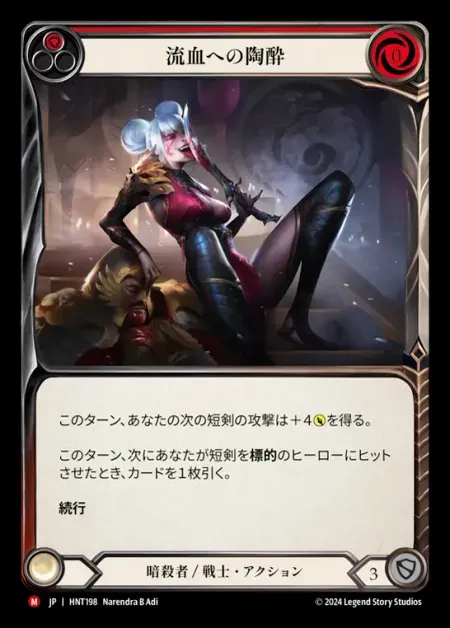 流血への陶酔
0
このターン、あなたの次の短剣の攻撃は+4を得る。
このターン、次にあなたが短剣を標的のヒーローにヒット
させたとき、カードを1枚引く。
続行
暗殺者 / 戦士・アクション
3
M JP | HNT198 Narendra B Adi
© 2024 Legend Story Studios